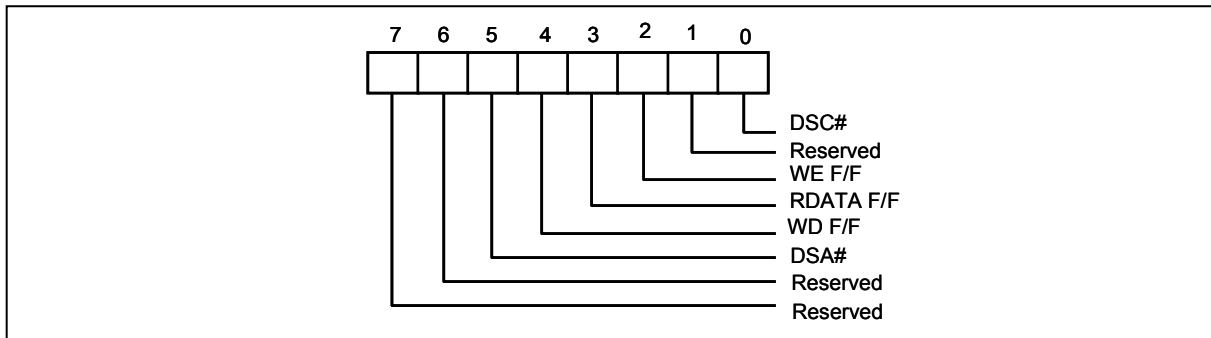 7 6 5 4 3 2 1 0
DSC#
Reserved
WE F/F
RDATA F/F
WD F/F
DSA#
Reserved
Reserved